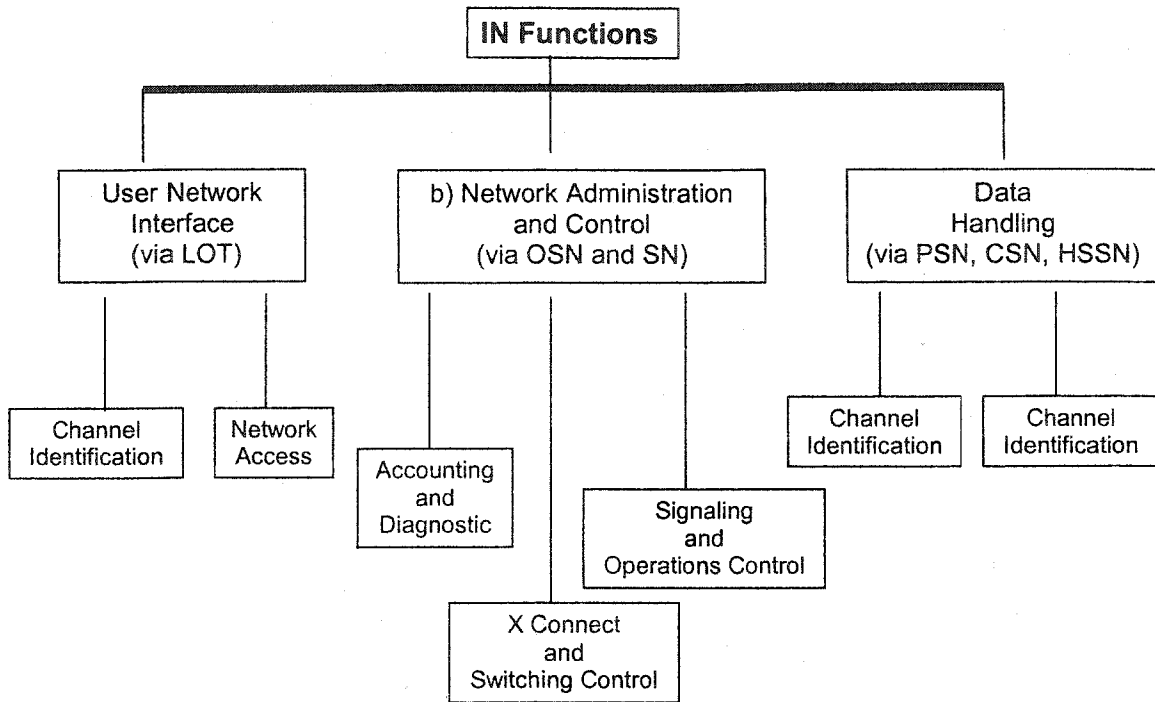 IN Functions
User Network
Interface
(via LOT)
b) Network Administration
and Control
(via OSN and SN)
Data
Handling
(via PSN, CSN, HSSN)
Channel
Identification
Network
Access
Accounting
and
Diagnostic
X Connect
and
Switching Control
Signaling
and
Operations Control
Channel
Identification
Channel
Identification